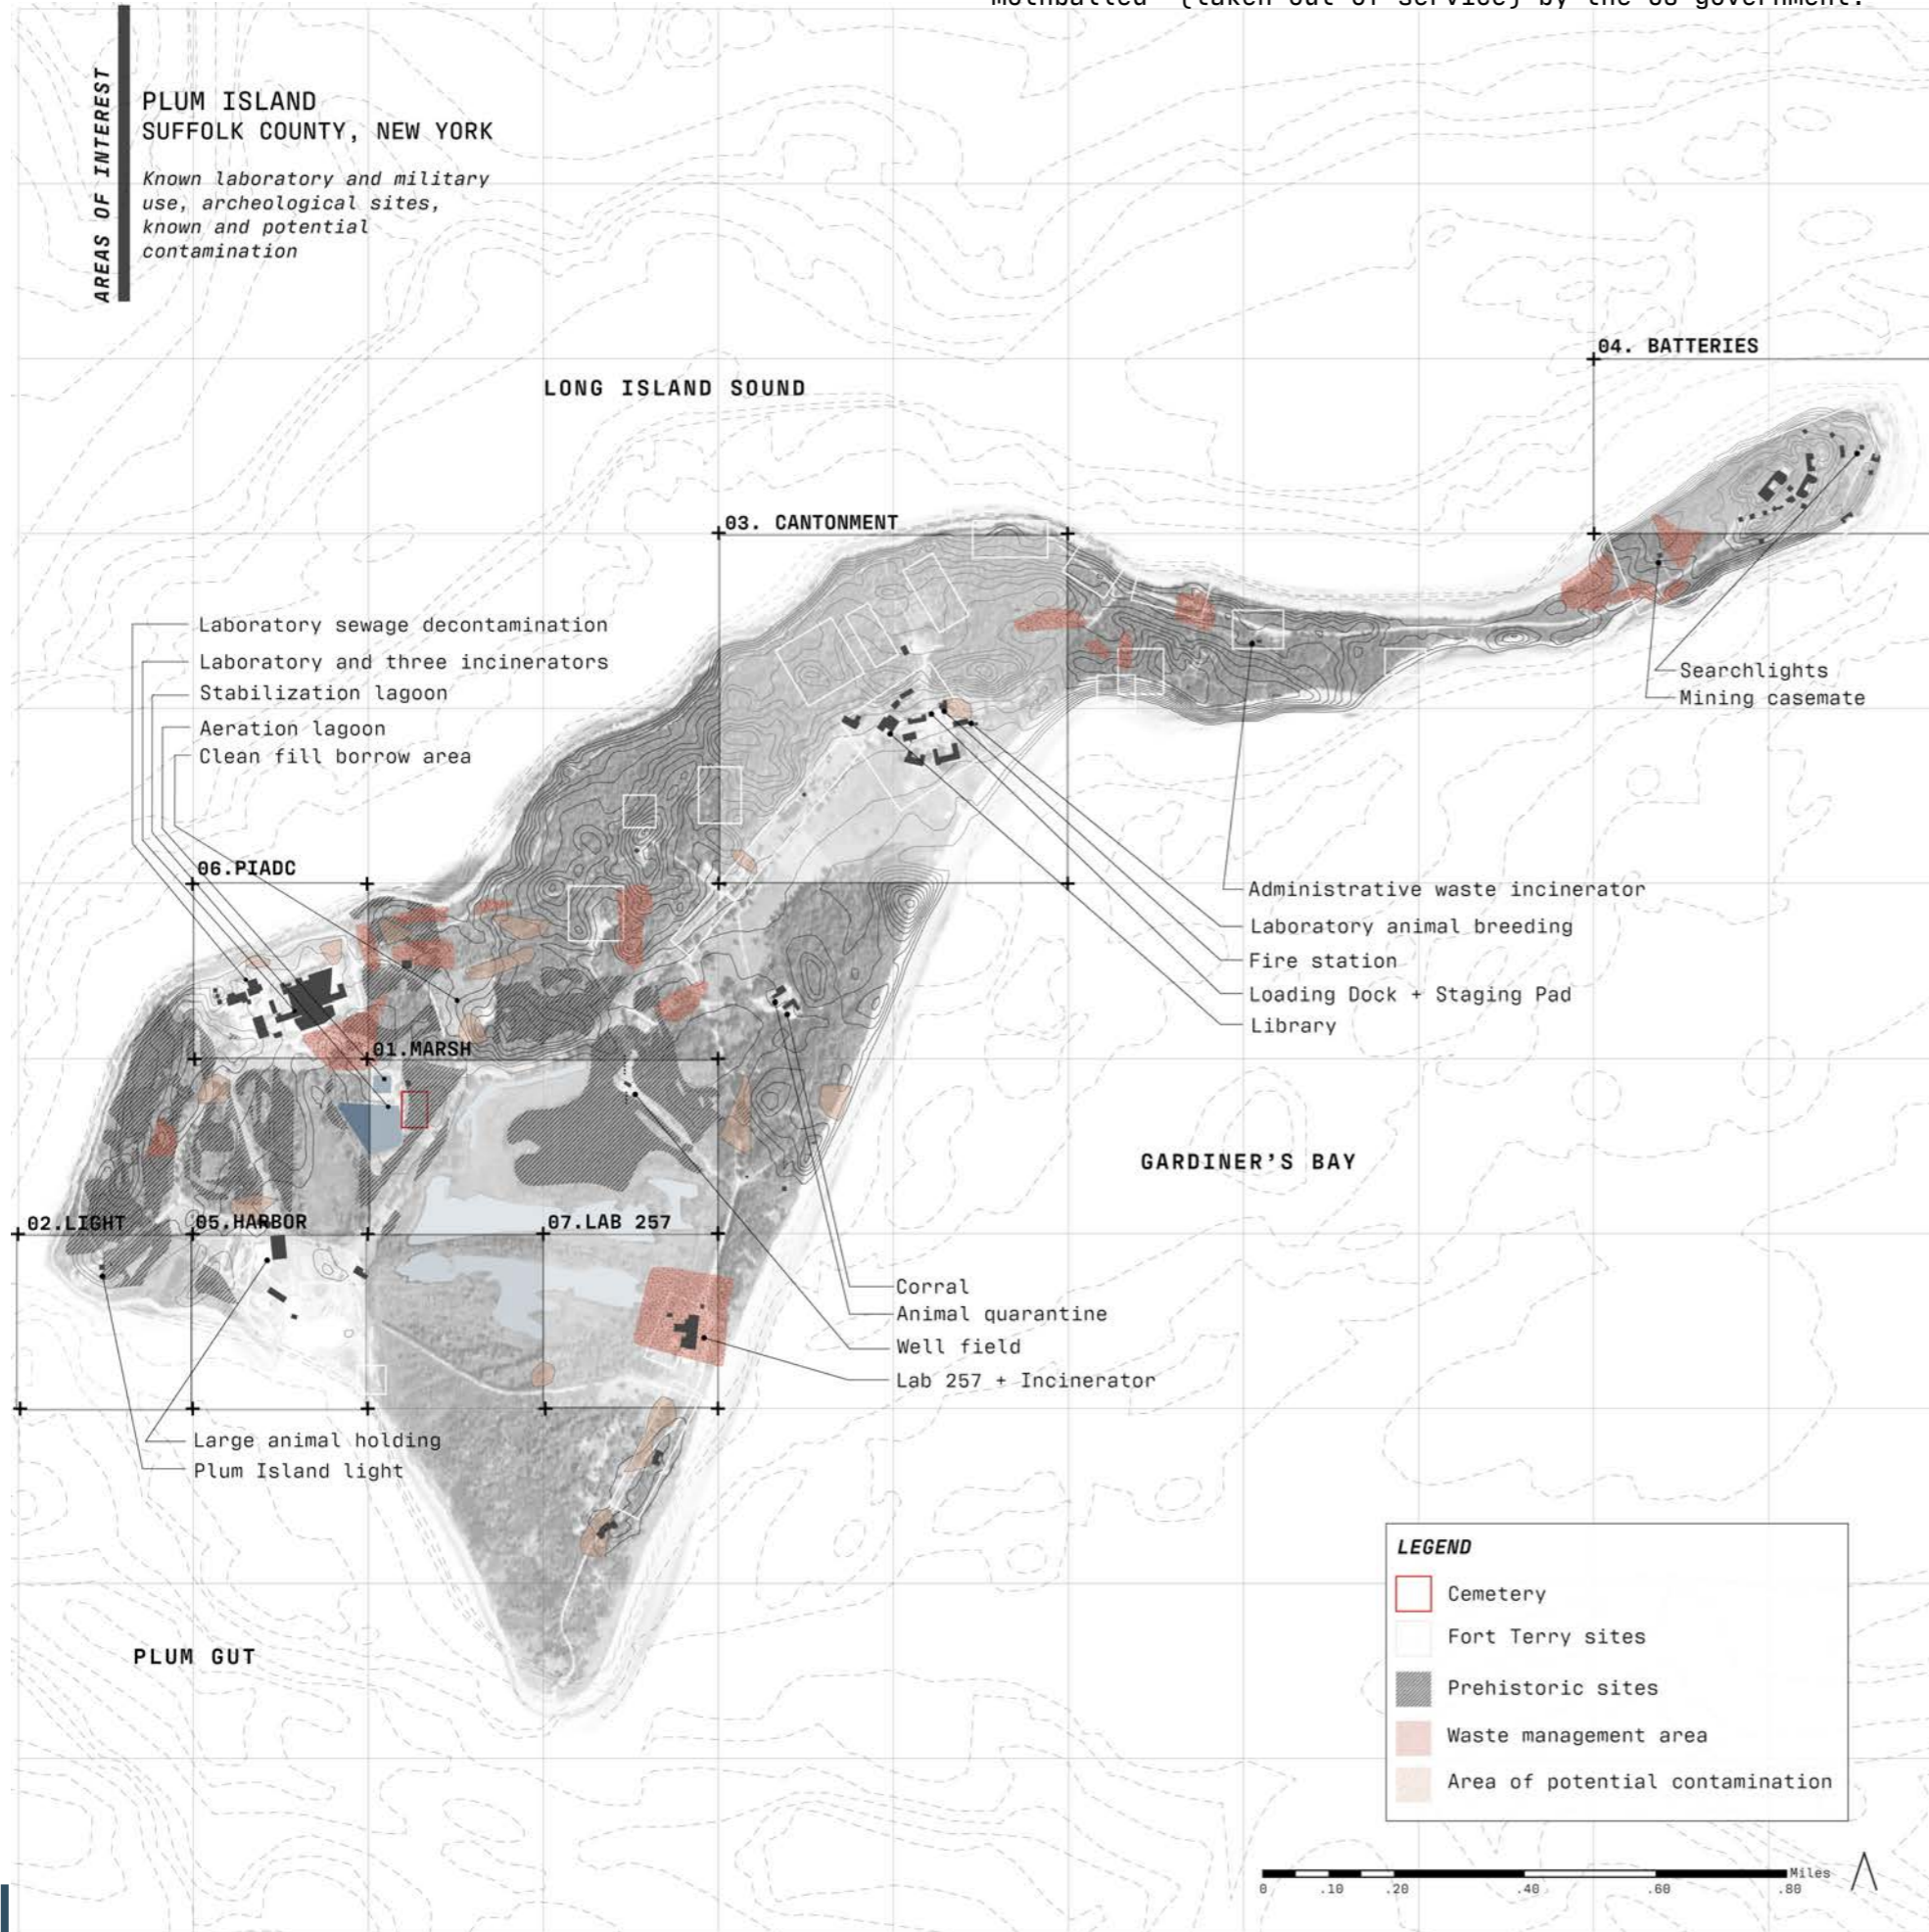 mothballed" (taken out of service) by the US government.
AREAS OF INTEREST
PLUM ISLAND
SUFFOLK COUNTY, NEW YORK
Known laboratory and military
use, archeological sites,
known and potential
contamination
04. BATTERIES
LONG ISLAND SOUND
03. CANTONMENT
Laboratory sewage decontamination
Laboratory and three incinerators
Stabilization lagoon
Aeration lagoon
Clean fill borrow area
Searchlights
Mining casemate
06.PIADC
Administrative waste incinerator
Laboratory animal breeding
Fire station
Loading Dock + Staging Pad
Library
01.MARSH
GARDINER'S BAY
02.LIGHT
05.HARBOR
07.LAB 257
Corral
Animal quarantine
Well field
Lab 257 + Incinerator
Large animal holding
Plum Island light
PLUM GUT
LEGEND
Cemetery
Fort Terry sites
Prehistoric sites
Waste management area
Area of potential contamination
Miles
0 .10 .20 .40 .60 .80